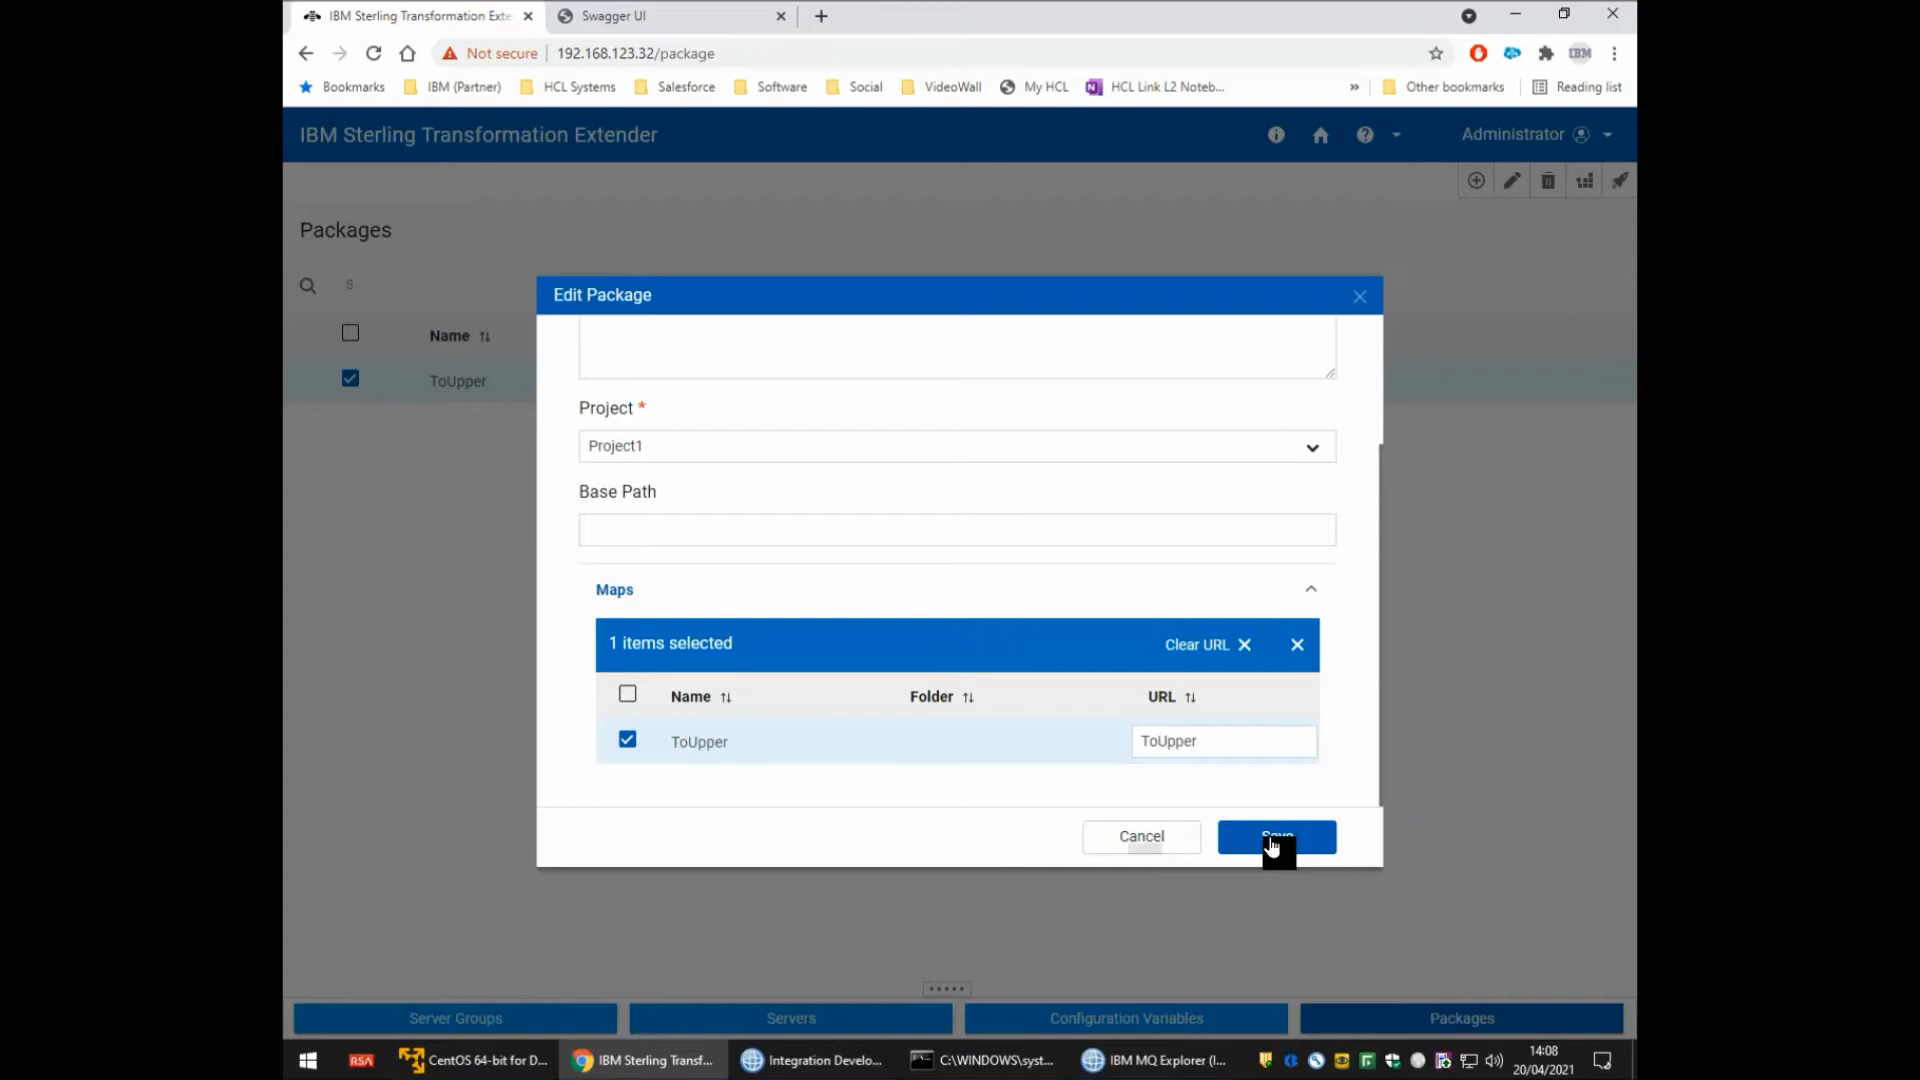 IBM Sterling Transformation Exte
Swagger UI
Not secure
192.168.123.32/package
IBM
Bookmarks
IBM (Partner)
HCL Systems
Salesforce
Software
Social
VideoWall
My HCL
HCL Link L2 Noteb...
»
Other bookmarks
Reading list
IBM Sterling Transformation Extender
Administrator
Packages
S
Name
ToUpper
Edit Package
Project *
Project1
Base Path
Maps
1 items selected
Clear URL
Name
Folder
URL
ToUpper
ToUpper
Cancel
Save
Server Groups
Servers
Configuration Variables
Packages
RSA
CentOS 64-bit for D...
IBM Sterling Transf...
Integration Develo...
C:\WINDOWS\syst...
IBM MQ Explorer (I...
14:08
20/04/2021